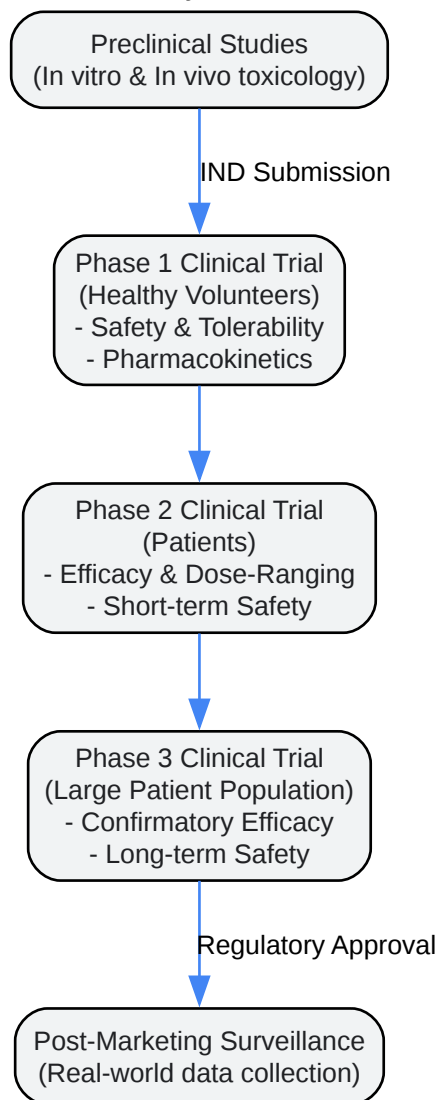 Preclinical Studies
(In vitro & In vivo toxicology)
IND Submission
Phase 1 Clinical Trial
(Healthy Volunteers)
- Safety & Tolerability
- Pharmacokinetics
Phase 2 Clinical Trial
(Patients)
- Efficacy & Dose-Ranging
- Short-term Safety
Phase 3 Clinical Trial
(Large Patient Population)
- Confirmatory Efficacy
- Long-term Safety
Regulatory Approval
Post-Marketing Surveillance
(Real-world data collection)